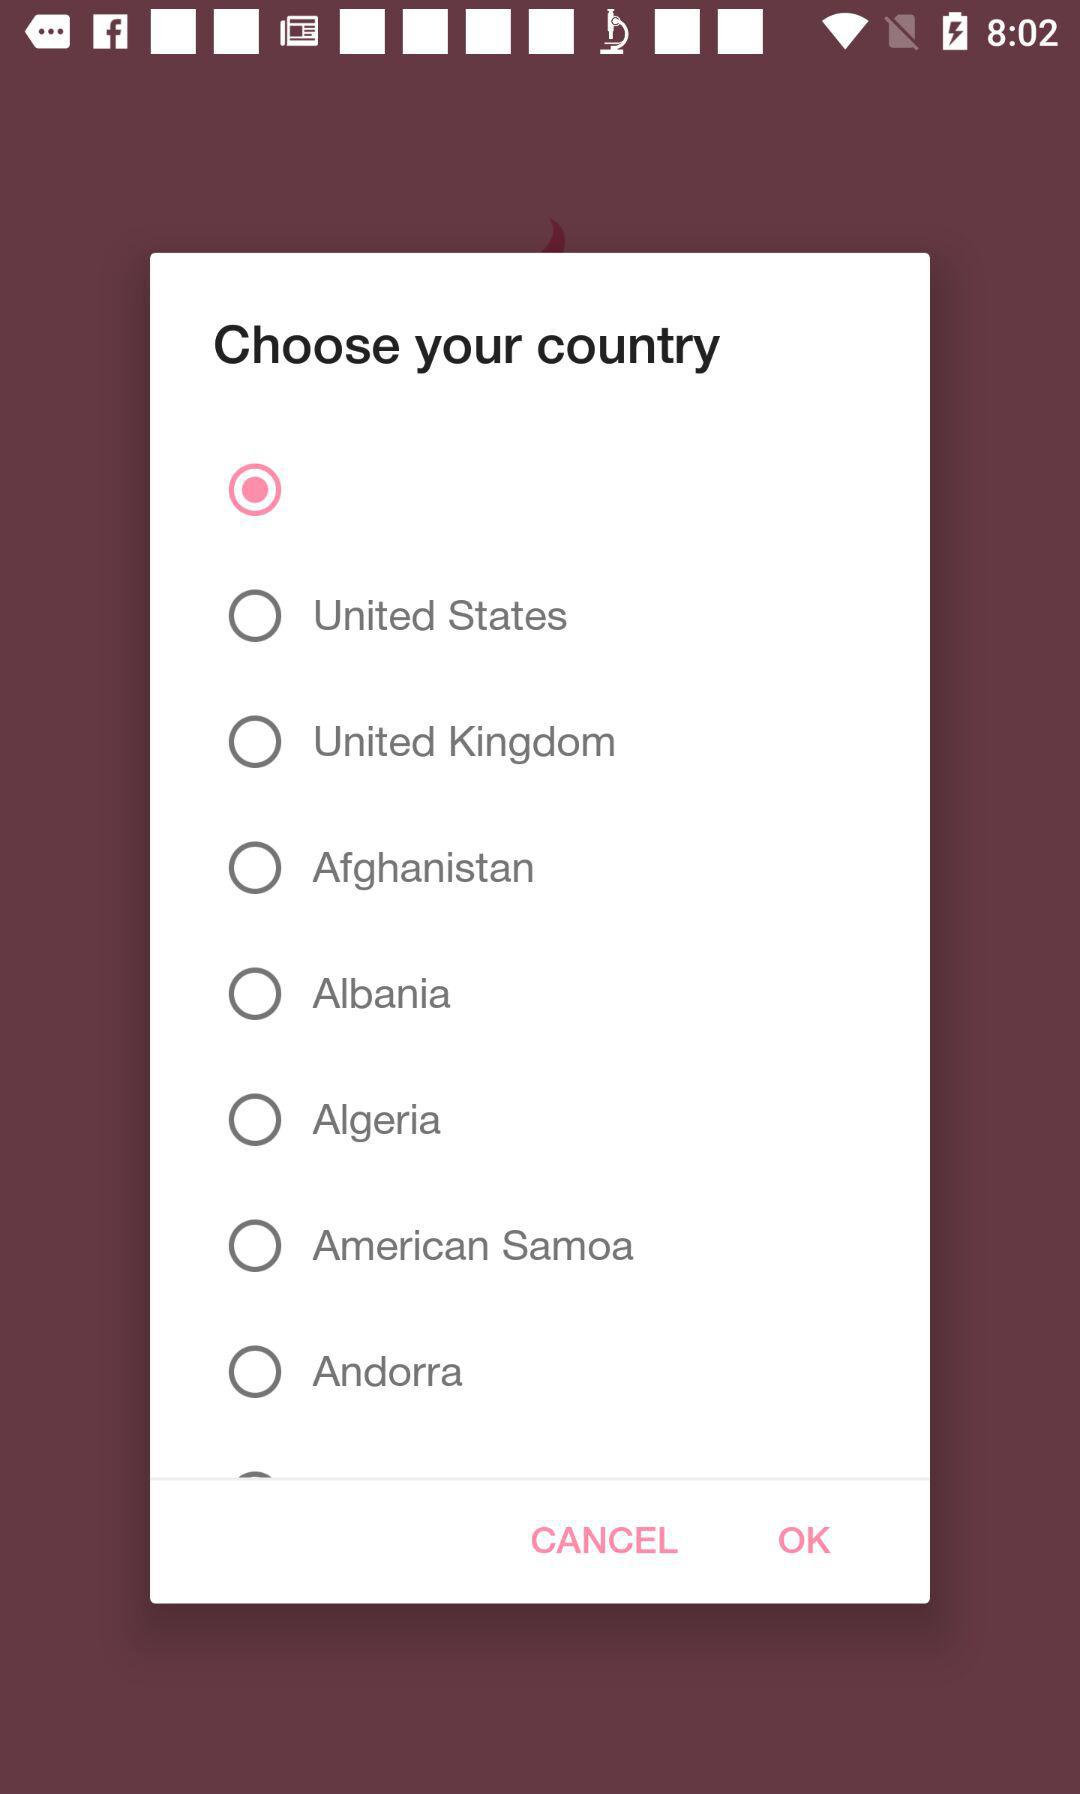 8:02
Choose your country
United States
United Kingdom
Afghanistan
Albania
Algeria
American Samoa
Andorra
CANCEL OK